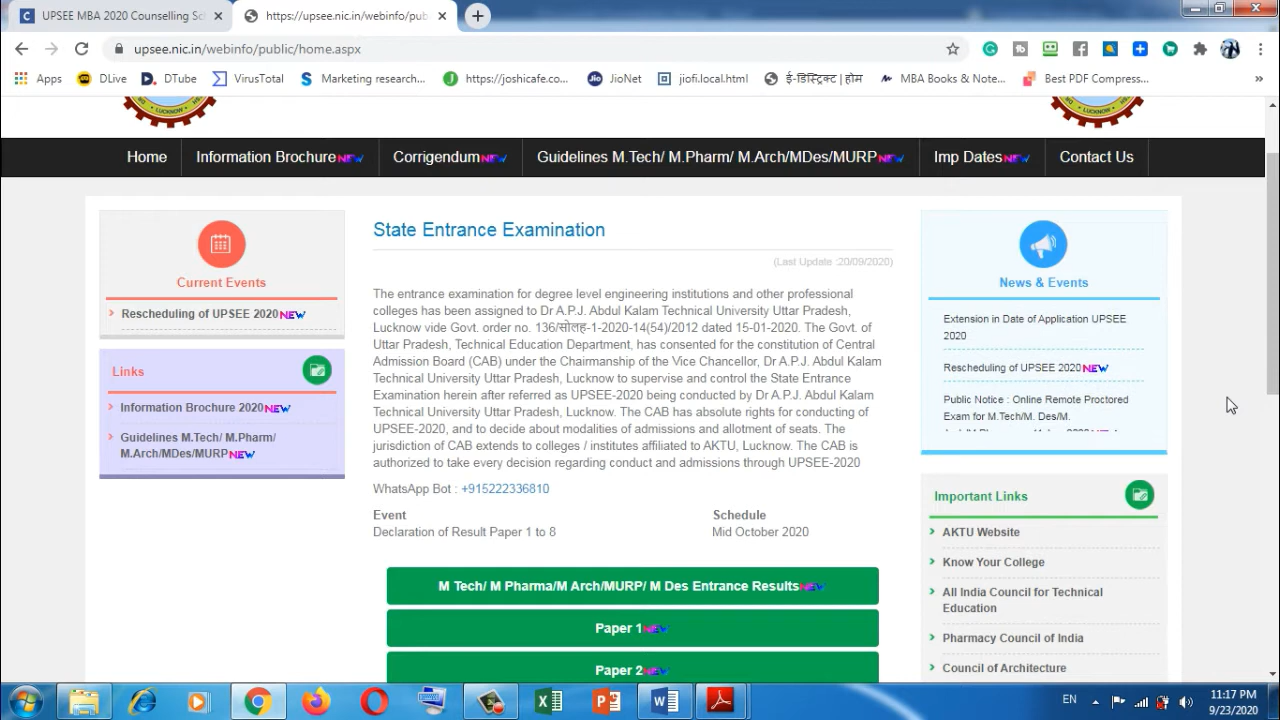 UPSEE MBA 2020 Counselling Sc
https://upsee.nic.in/webinfo/pub
upsee.nic.in/webinfo/public/home.aspx
Apps DLive DTube VirusTotal Marketing research... https://joshicafe.co... JioNet jiofi.local.html ई-डिस्ट्रिक्ट | होम MBA Books & Note... Best PDF Compress... »
LUCKNOW
LUCKNOW
Home Information Brochure NEW Corrigendum NEW Guidelines M.Tech/ M.Pharm/ M.Arch/MDes/MURP NEW Imp Dates NEW Contact Us
Current Events
Rescheduling of UPSEE 2020 NEW
Links
Information Brochure 2020 NEW
Guidelines M.Tech/ M.Pharm/
M.Arch/MDes/MURP NEW
State Entrance Examination
(Last Update :20/09/2020)
The entrance examination for degree level engineering institutions and other professional
colleges has been assigned to Dr A.P.J. Abdul Kalam Technical University Uttar Pradesh,
Lucknow vide Govt. order no. 136/सोलह-1-2020-14(54)/2012 dated 15-01-2020. The Govt. of
Uttar Pradesh, Technical Education Department, has consented for the constitution of Central
Admission Board (CAB) under the Chairmanship of the Vice Chancellor, Dr A.P.J. Abdul Kalam
Technical University Uttar Pradesh, Lucknow to supervise and control the State Entrance
Examination herein after referred as UPSEE-2020 being conducted by Dr A.P.J. Abdul Kalam
Technical University Uttar Pradesh, Lucknow. The CAB has absolute rights for conducting of
UPSEE-2020, and to decide about modalities of admissions and allotment of seats. The
jurisdiction of CAB extends to colleges / institutes affiliated to AKTU, Lucknow. The CAB is
authorized to take every decision regarding conduct and admissions through UPSEE-2020
WhatsApp Bot : +915222336810
Event Schedule
Declaration of Result Paper 1 to 8 Mid October 2020
M Tech/ M Pharma/M Arch/MURP/ M Des Entrance Results NEW
Paper 1 NEW
Paper 2 NEW
News & Events
Extension in Date of Application UPSEE
2020
Rescheduling of UPSEE 2020 NEW
Public Notice : Online Remote Proctored
Exam for M.Tech/M. Des/M.
Important Links
AKTU Website
Know Your College
All India Council for Technical
Education
Pharmacy Council of India
Council of Architecture
EN
11:17 PM
9/23/2020